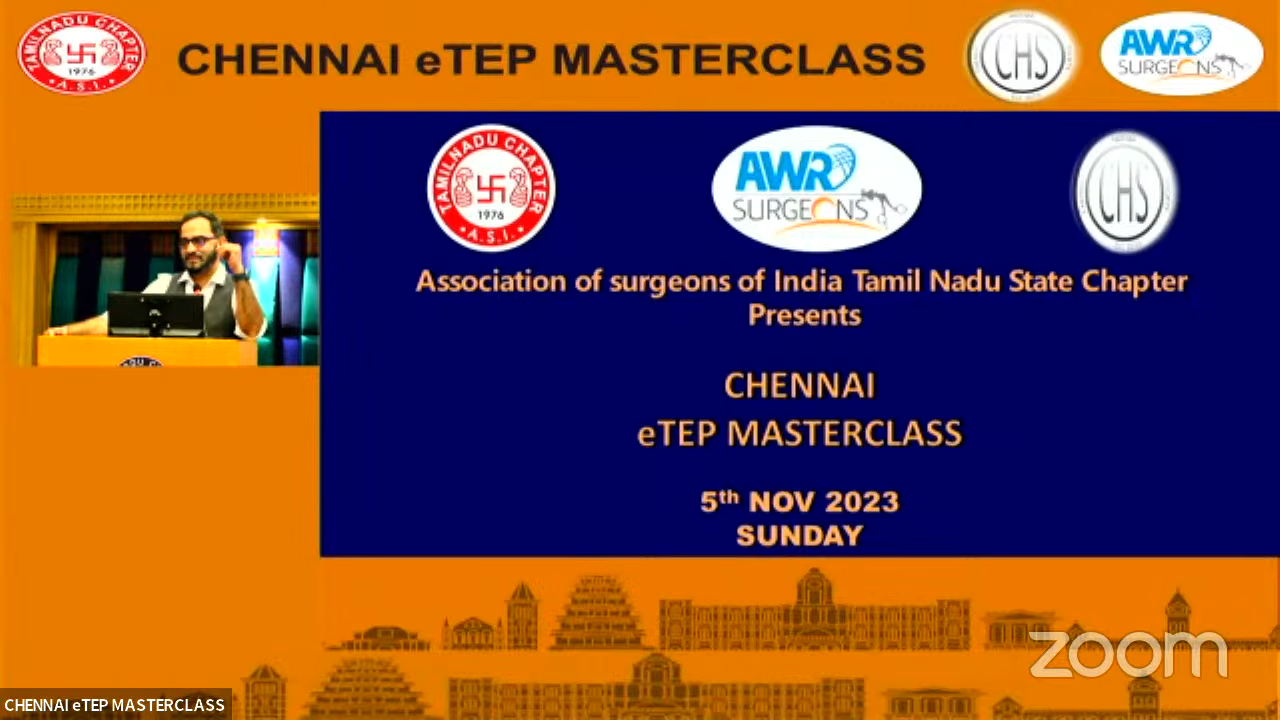 TAMILNADU CHAPTER
1976
A.S.I.
CHENNAI eTEP MASTERCLASS
CHS
AWR
SURGEONS
TAMILNADU CHAPTER
1976
A.S.I.
AWR
SURGEONS
CHS
Association of surgeons of India Tamil Nadu State Chapter
Presents
CHENNAI
eTEP MASTERCLASS
5th NOV 2023
SUNDAY
zoom
CHENNAI eTEP MASTERCLASS